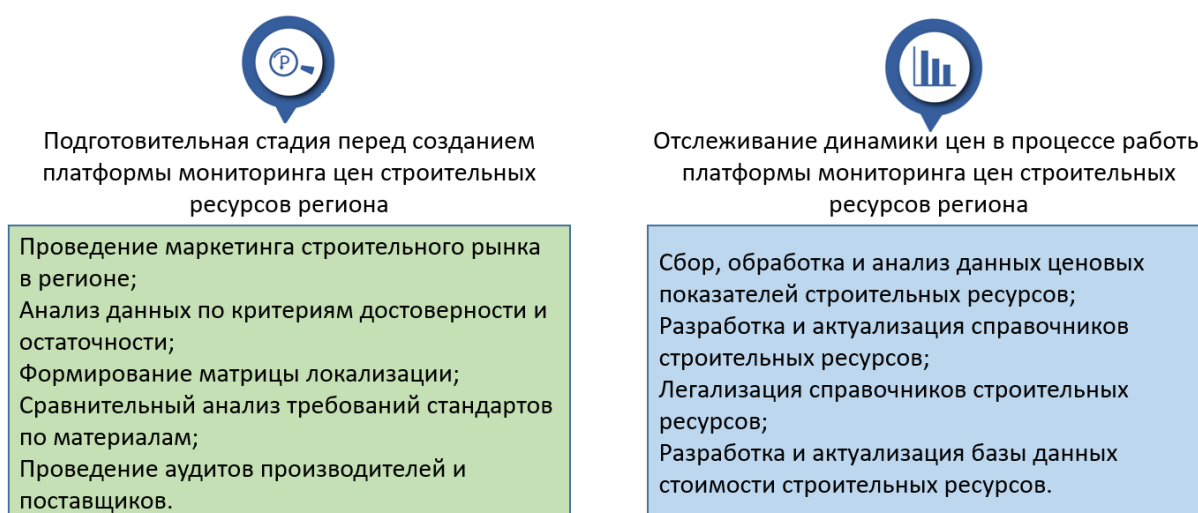 Р
Подготовительная стадия перед созданием
платформы мониторинга цен строительных
ресурсов региона
Проведение маркетинга строительного рынка
в регионе;
Анализ данных по критериям достоверности и
остаточности;
Формирование матрицы локализации;
Сравнительный анализ требований стандартов
по материалам;
Проведение аудитов производителей и
поставщиков.
Отслеживание динамики цен в процессе работы
платформы мониторинга цен строительных
ресурсов региона
Сбор, обработка и анализ данных ценовых
показателей строительных ресурсов;
Разработка и актуализация справочников
строительных ресурсов;
Легализация справочников строительных
ресурсов;
Разработка и актуализация базы данных
стоимости строительных ресурсов.